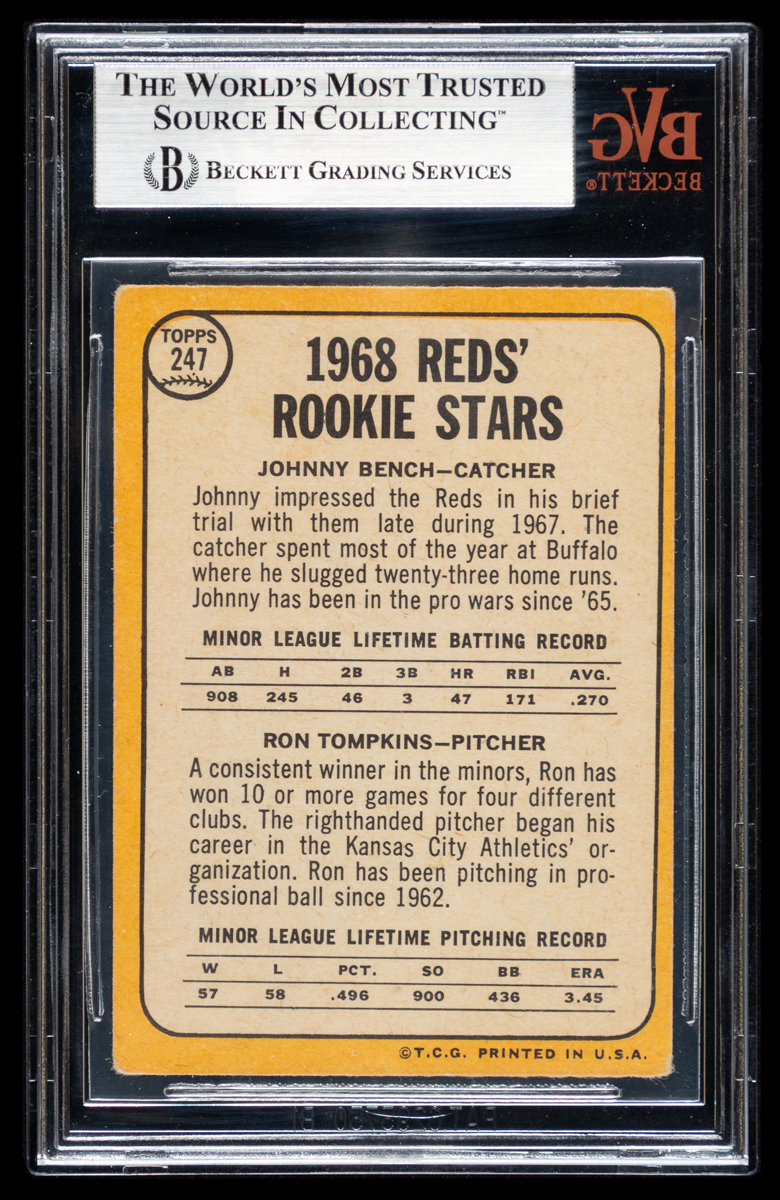 THE WORLD'S MOST TRUSTED
SOURCE IN COLLECTING™
B BECKETT GRADING SERVICES
BVG
BECKETT®
TOPPS
247
1968 REDS'
ROOKIE STARS
JOHNNY BENCH—CATCHER
Johnny impressed the Reds in his brief
trial with them late during 1967. The
catcher spent most of the year at Buffalo
where he slugged twenty-three home runs.
Johnny has been in the pro wars since '65.
MINOR LEAGUE LIFETIME BATTING RECORD
AB H 2B 3B HR RBI AVG.
908 245 46 3 47 171 .270
RON TOMPKINS—PITCHER
A consistent winner in the minors, Ron has
won 10 or more games for four different
clubs. The righthanded pitcher began his
career in the Kansas City Athletics' or-
ganization. Ron has been pitching in pro-
fessional ball since 1962.
MINOR LEAGUE LIFETIME PITCHING RECORD
W L PCT. SO BB ERA
57 58 .496 900 436 3.45
©T.C.G. PRINTED IN U.S.A.